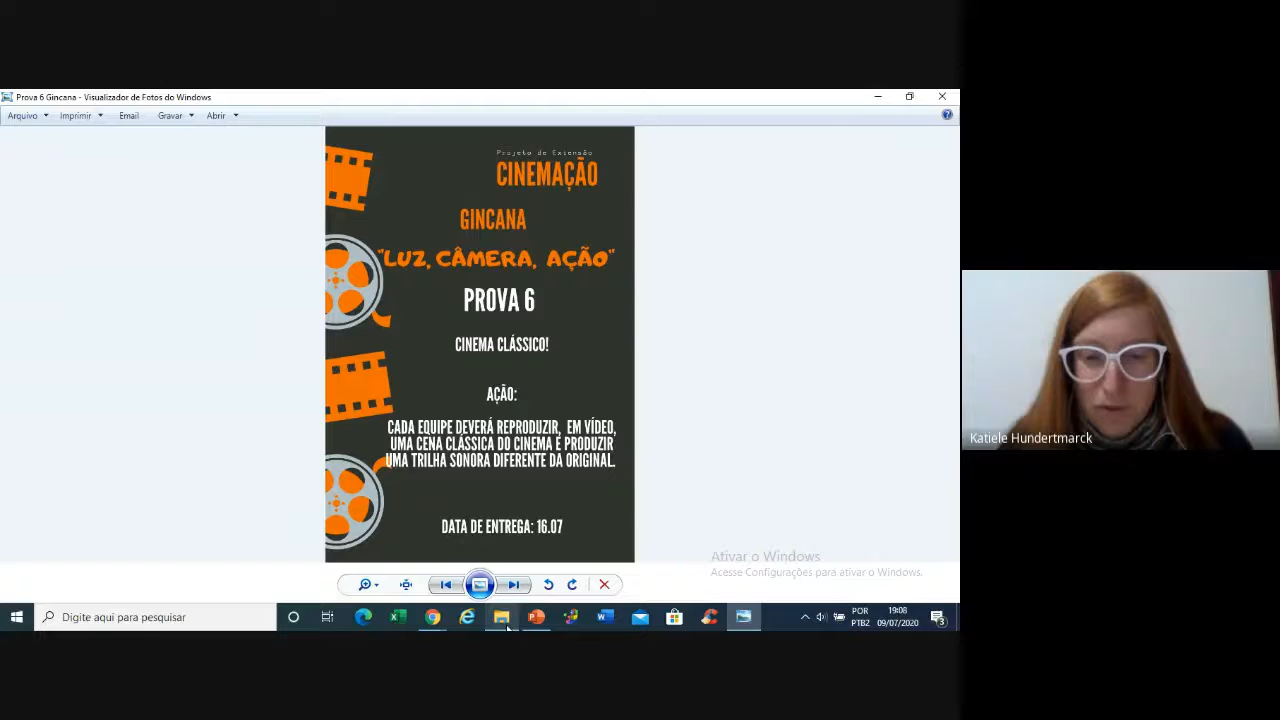 Prova 6 Gincana - Visualizador de Fotos do Windows
Arquivo Imprimir Email Gravar Abrir
Projeto de Extensão
CINEMAÇÃO
GINCANA
"LUZ, CÂMERA, AÇÃO"
PROVA 6
CINEMA CLÁSSICO!
AÇÃO:
CADA EQUIPE DEVERÁ REPRODUZIR, EM VÍDEO,
UMA CENA CLÁSSICA DO CINEMA E PRODUZIR
UMA TRILHA SONORA DIFERENTE DA ORIGINAL.
DATA DE ENTREGA: 16.07
Katiele Hundertmarck
Ativar o Windows
Acesse Configurações para ativar o Windows.
Digite aqui para pesquisar
POR
PTB2
19:08
09/07/2020
3